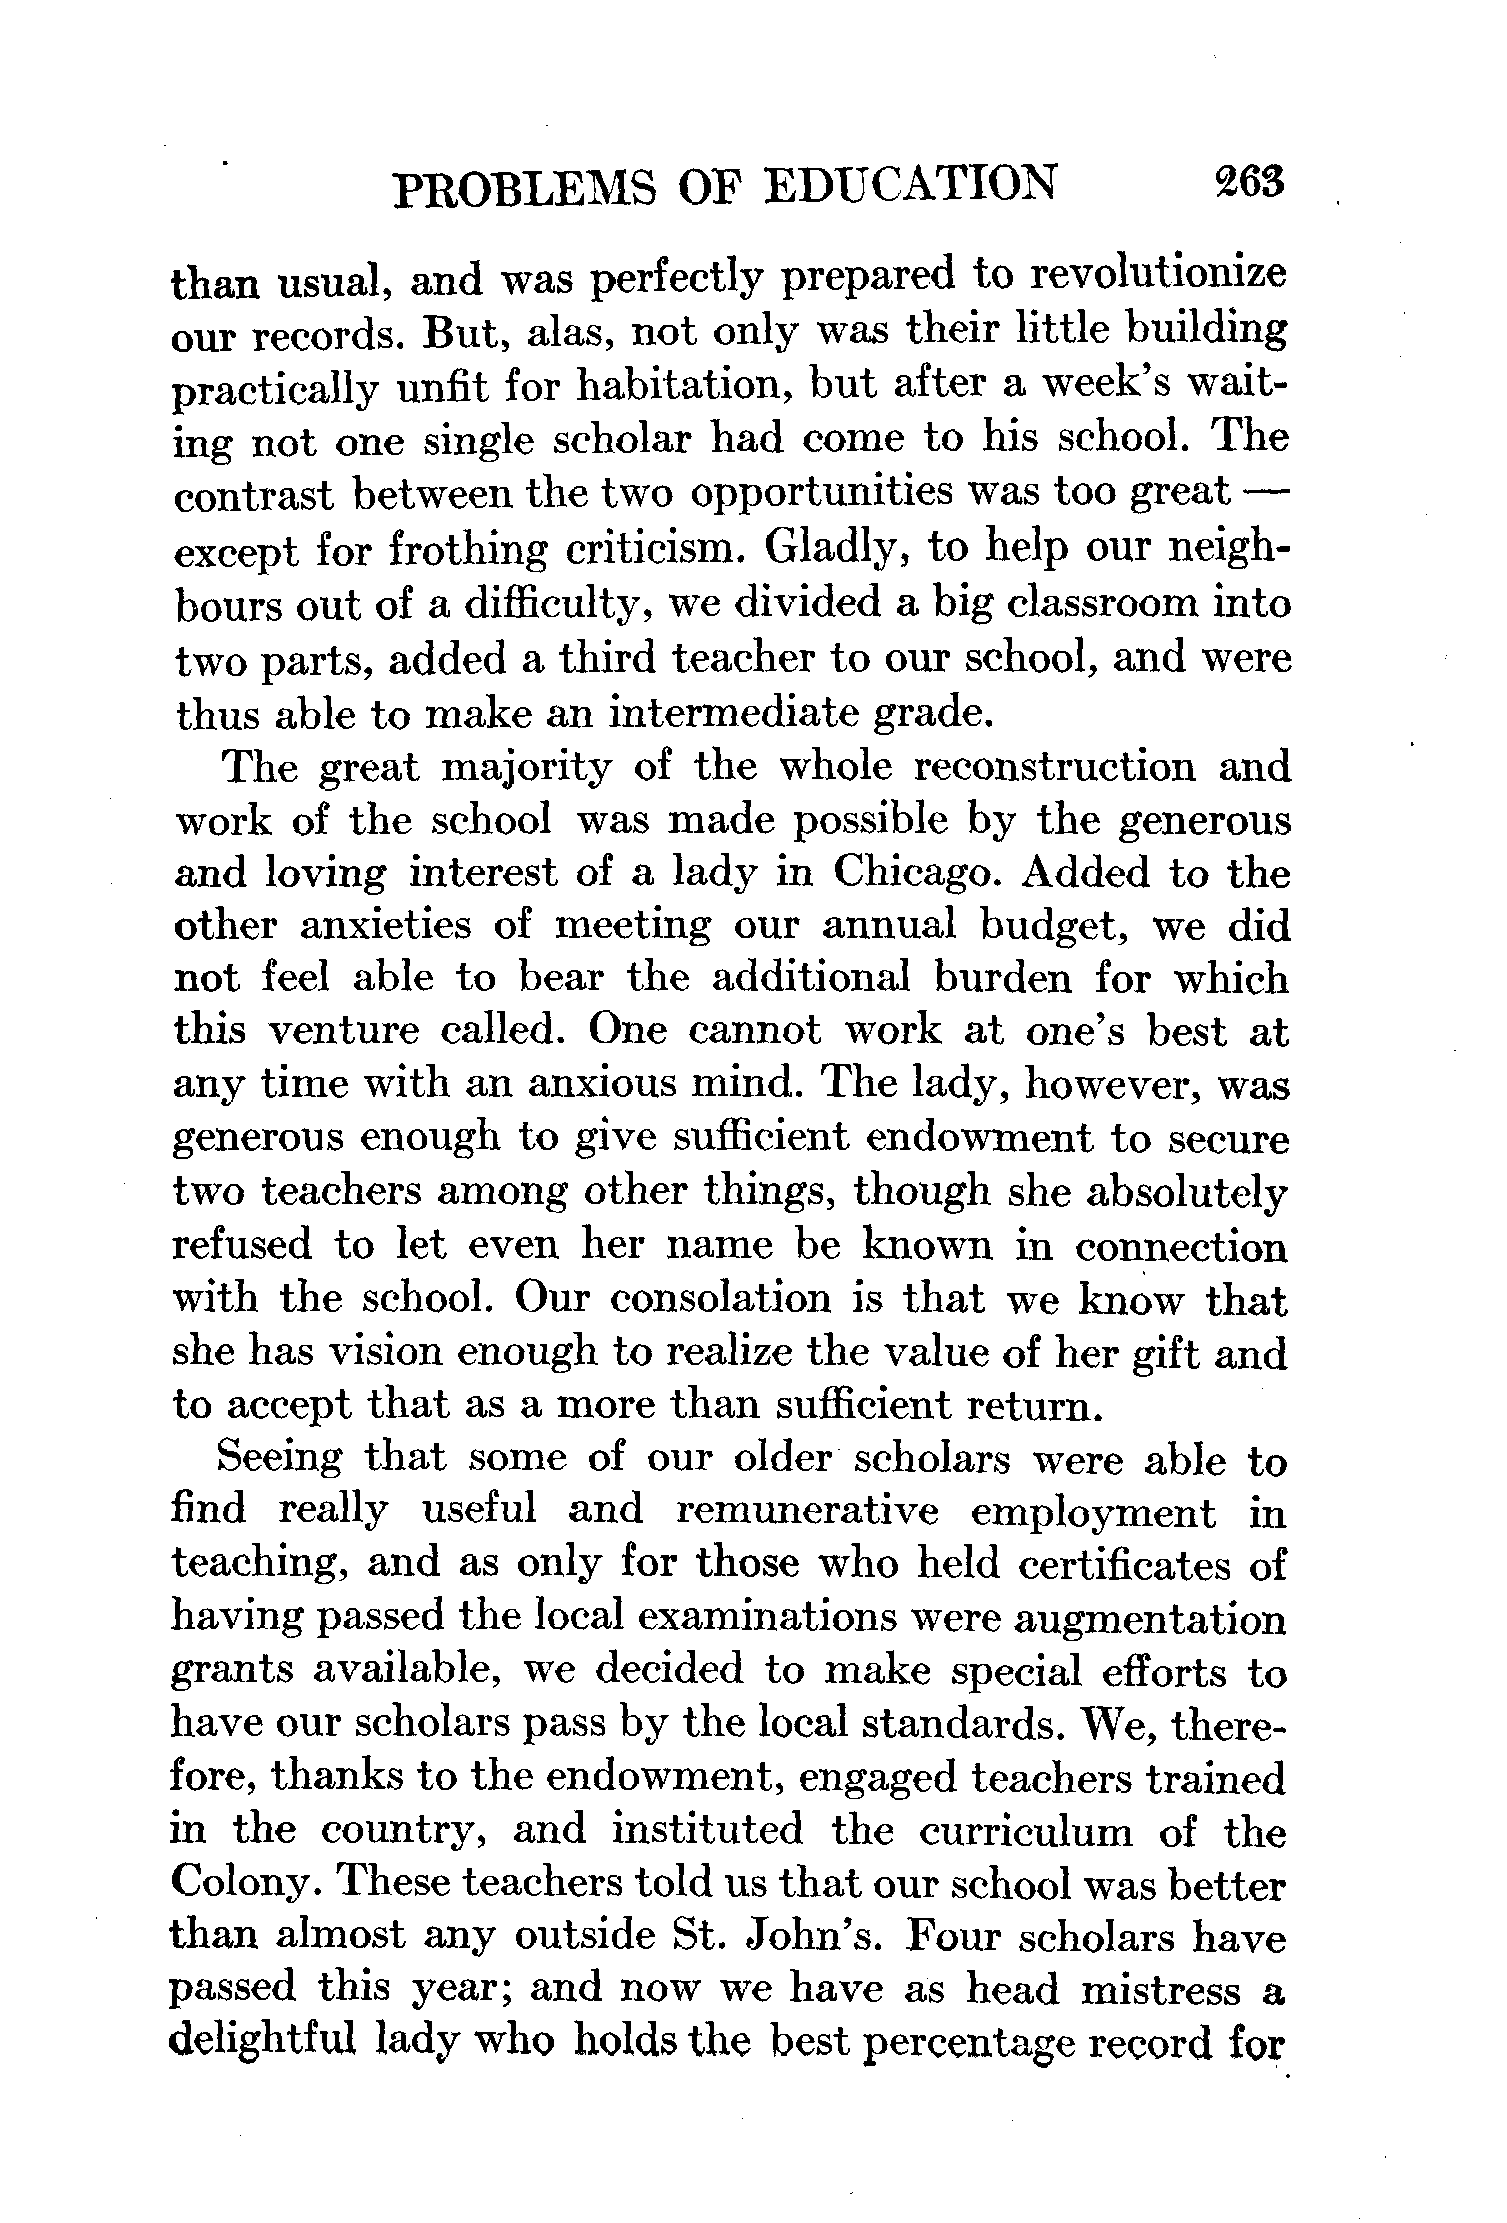 PROBLEMS OF EDUCATION 263
than usual, and was perfectly prepared to revolutionize
our records. But, alas, not only was their little building
practically unfit for habitation, but after a week's wait-
ing not one single scholar had come to his school. The
contrast between the two opportunities was too great —
except for frothing criticism. Gladly, to help our neigh-
bours out of a difficulty, we divided a big classroom into
two parts, added a third teacher to our school, and were
thus able to make an intermediate grade.
The great majority of the whole reconstruction and
work of the school was made possible by the generous
and loving interest of a lady in Chicago. Added to the
other anxieties of meeting our annual budget, we did
not feel able to bear the additional burden for which
this venture called. One cannot work at one's best at
any time with an anxious mind. The lady, however, was
generous enough to give sufficient endowment to secure
two teachers among other things, though she absolutely
refused to let even her name be known in connection
with the school. Our consolation is that we know that
she has vision enough to realize the value of her gift and
to accept that as a more than sufficient return.
Seeing that some of our older scholars were able to
find really useful and remunerative employment in
teaching, and as only for those who held certificates of
having passed the local examinations were augmentation
grants available, we decided to make special efforts to
have our scholars pass by the local standards. We, there-
fore, thanks to the endowment, engaged teachers trained
in the country, and instituted the curriculum of the
Colony. These teachers told us that our school was better
than almost any outside St. John's. Four scholars have
passed this year; and now we have as head mistress a
delightful lady who holds the best percentage record for